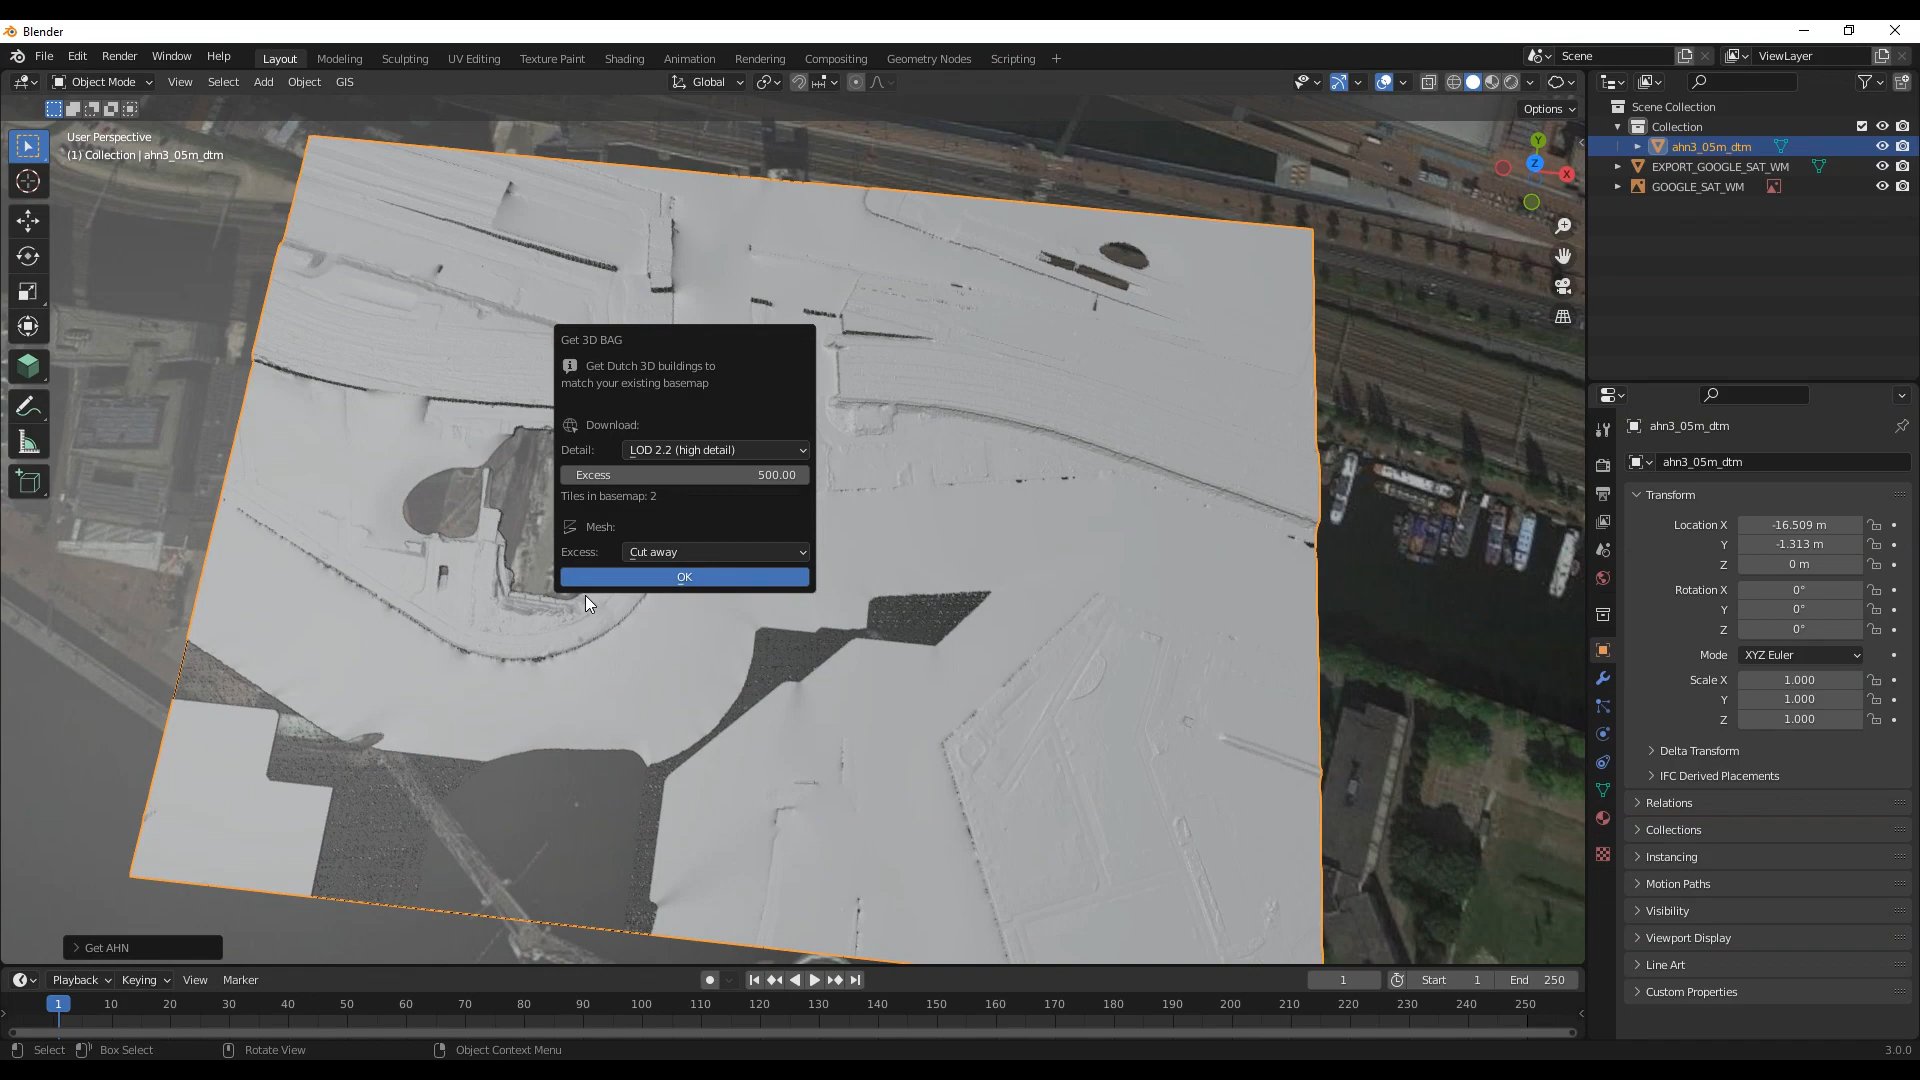 Blender
File Edit Render Window Help Layout Modeling Sculpting UV Editing Texture Paint Shading Animation Rendering Compositing Geometry Nodes Scripting + Scene ViewLayer
Object Mode View Select Add Object GIS Global
Options
User Perspective
(1) Collection | ahn3_05m_dtm
Y
Z
X
Scene Collection
Collection
ahn3_05m_dtm
EXPORT_GOOGLE_SAT_WM
GOOGLE_SAT_WM
Get 3D BAG
Get Dutch 3D buildings to
match your existing basemap
Download:
Detail: LOD 2.2 (high detail)
Excess 500.00
Tiles in basemap: 2
Mesh:
Excess: Cut away
OK
ahn3_05m_dtm
ahn3_05m_dtm
Transform
Location X -16.509 m
Y -1.313 m
Z 0 m
Rotation X 0°
Y 0°
Z 0°
Mode XYZ Euler
Scale X 1.000
Y 1.000
Z 1.000
Delta Transform
IFC Derived Placements
Relations
Collections
Instancing
Motion Paths
Visibility
Viewport Display
Line Art
Custom Properties
Get AHN
Playback Keying View Marker 1 Start 1 End 250
1 10 20 30 40 50 60 70 80 90 100 110 120 130 140 150 160 170 180 190 200 210 220 230 240 250
Select Box Select Rotate View Object Context Menu 3.0.0